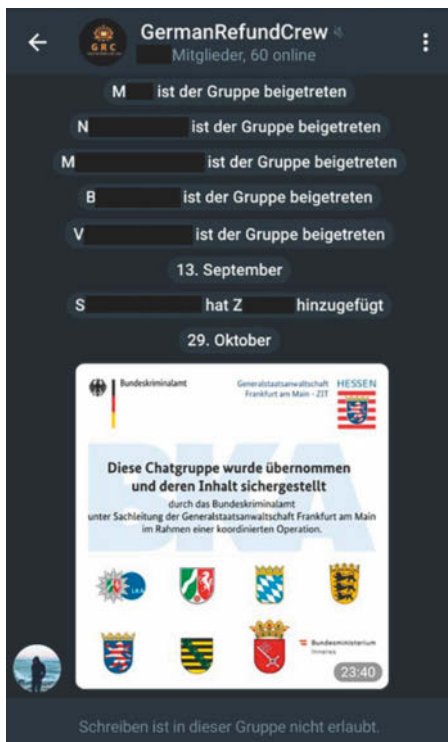 GermanRefundCrew
GRC
Mitglieder, 60 online
M ist der Gruppe beigetreten
N ist der Gruppe beigetreten
M ist der Gruppe beigetreten
B ist der Gruppe beigetreten
V ist der Gruppe beigetreten
13. September
S hat Z hinzugefügt
29. Oktober
Bundeskriminalamt
Generalstaatsanwaltschaft
Frankfurt am Main - ZIT
HESSEN
BKA
Diese Chatgruppe wurde übernommen
und deren Inhalt sichergestellt
durch das Bundeskriminalamt
unter Sachleitung der Generalstaatsanwaltschaft Frankfurt am Main
im Rahmen einer koordinierten Operation.
LKA
Bundesministerium
Inneres
23:40
Schreiben ist in dieser Gruppe nicht erlaubt.